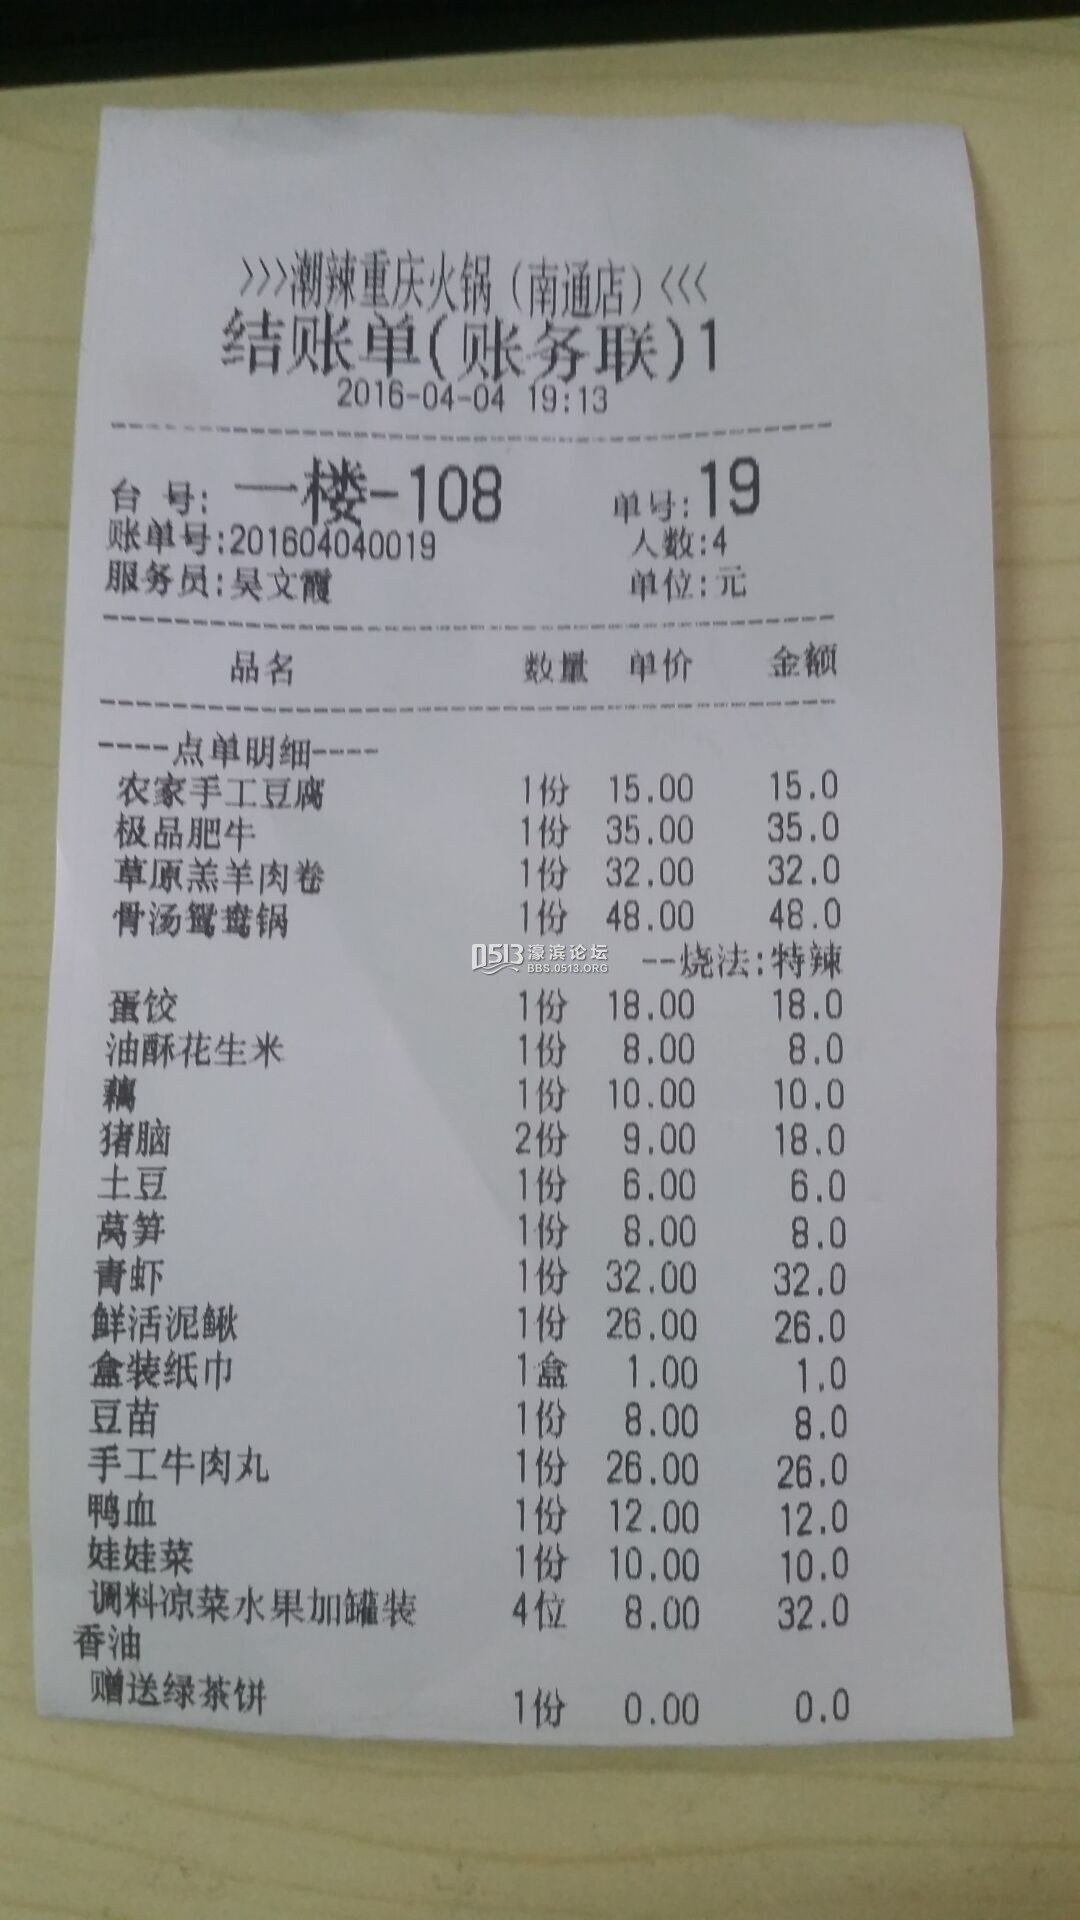 >>>潮辣重庆火锅(南通店)<<<
结账单(账务联)1
2016-04-04 19:13
台 号: 一楼-108 单号:19
账单号:201604040019 人数:4
服务员:吴文霞 单位:元
品名 数量 单价 金额
----点单明细----
农家手工豆腐 1份 15.00 15.0
极品肥牛 1份 35.00 35.0
草原羔羊肉卷 1份 32.00 32.0
骨汤鸳鸯锅 1份 48.00 48.0
--烧法:特辣
0513 濠滨论坛
BBS.0513.ORG
蛋饺 1份 18.00 18.0
油酥花生米 1份 8.00 8.0
藕 1份 10.00 10.0
猪脑 2份 9.00 18.0
土豆 1份 6.00 6.0
莴笋 1份 8.00 8.0
青虾 1份 32.00 32.0
鲜活泥鳅 1份 26.00 26.0
盒装纸巾 1盒 1.00 1.0
豆苗 1份 8.00 8.0
手工牛肉丸 1份 26.00 26.0
鸭血 1份 12.00 12.0
娃娃菜 1份 10.00 10.0
调料凉菜水果加罐装 4位 8.00 32.0
香油
赠送绿茶饼 1份 0.00 0.0